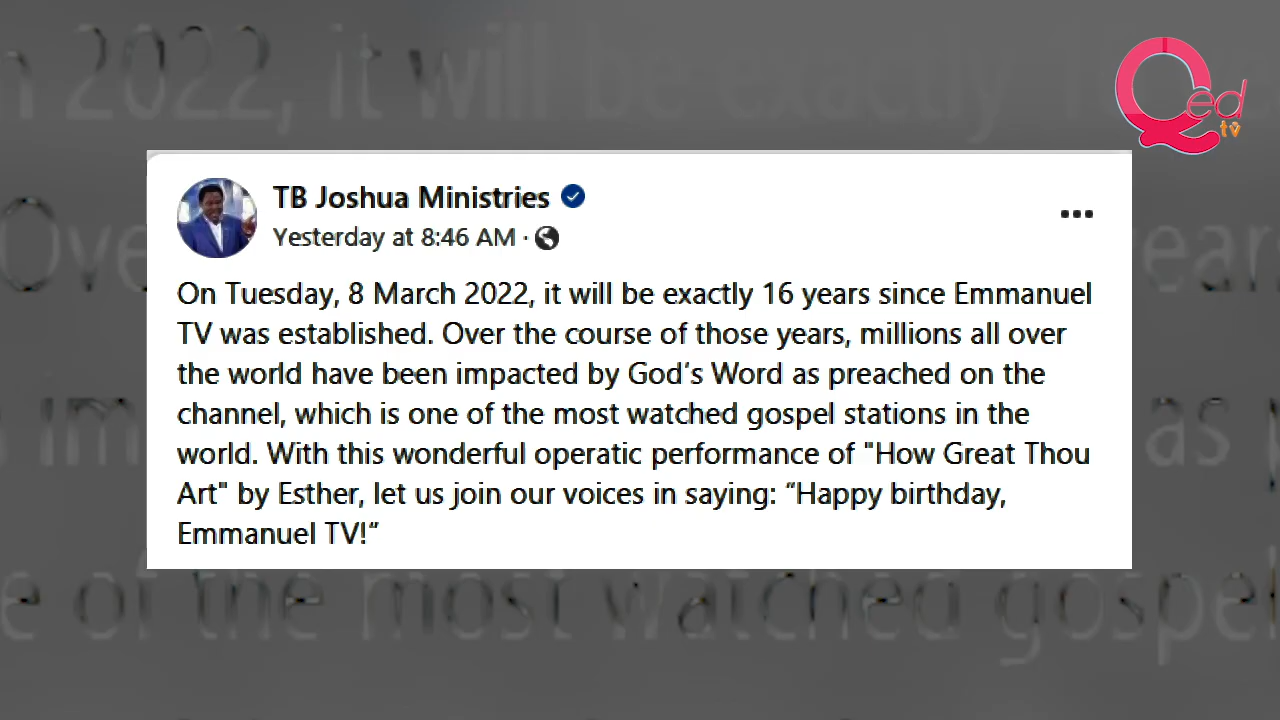 Qed
tv
TB Joshua Ministries
Yesterday at 8:46 AM ·
On Tuesday, 8 March 2022, it will be exactly 16 years since Emmanuel
TV was established. Over the course of those years, millions all over
the world have been impacted by God’s Word as preached on the
channel, which is one of the most watched gospel stations in the
world. With this wonderful operatic performance of "How Great Thou
Art" by Esther, let us join our voices in saying: “Happy birthday,
Emmanuel TV!“